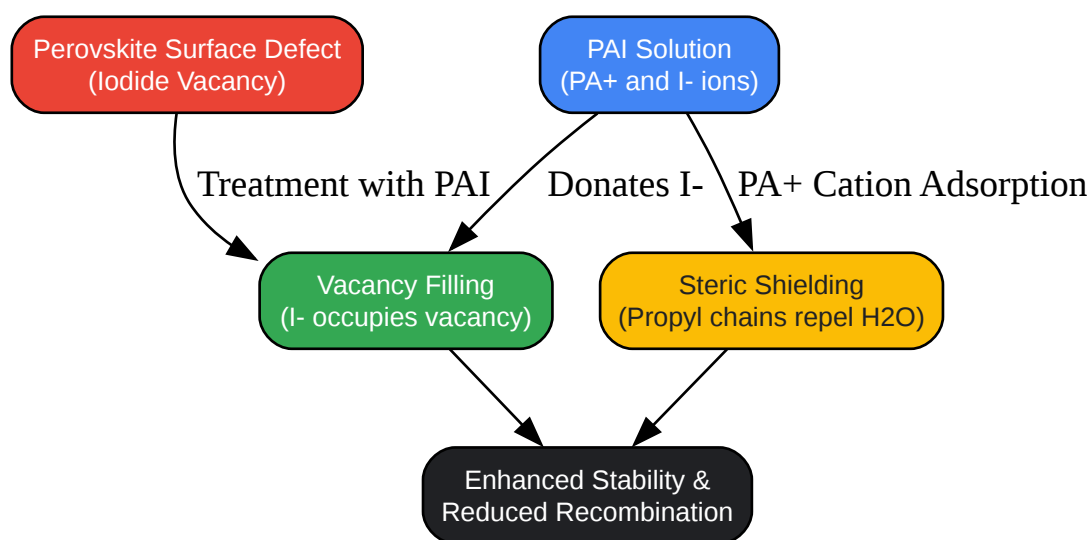 Perovskite Surface Defect
(Iodide Vacancy)
PAI Solution
(PA+ and I- ions)
Treatment with PAI
Donates I-
PA+ Cation Adsorption
Vacancy Filling
(I- occupies vacancy)
Steric Shielding
(Propyl chains repel H2O)
Enhanced Stability &
Reduced Recombination